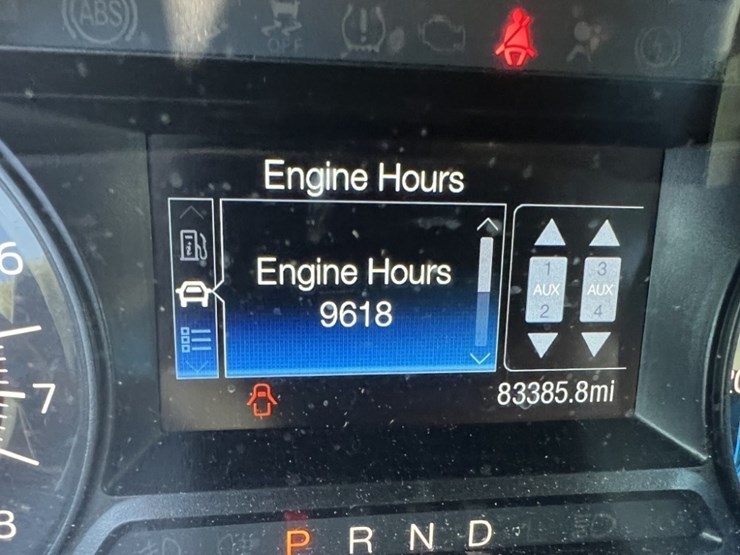 ABS
OFF
Engine Hours
Engine Hours
9618
1 3
AUX AUX
2 4
83385.8mi
6
7
8
P R N D